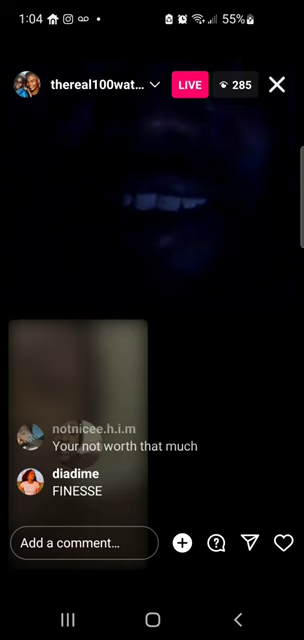 1:04
55%
thereal100wat...
LIVE
285
notnicee.h.i.m
Your not worth that much
diadime
FINESSE
Add a comment...